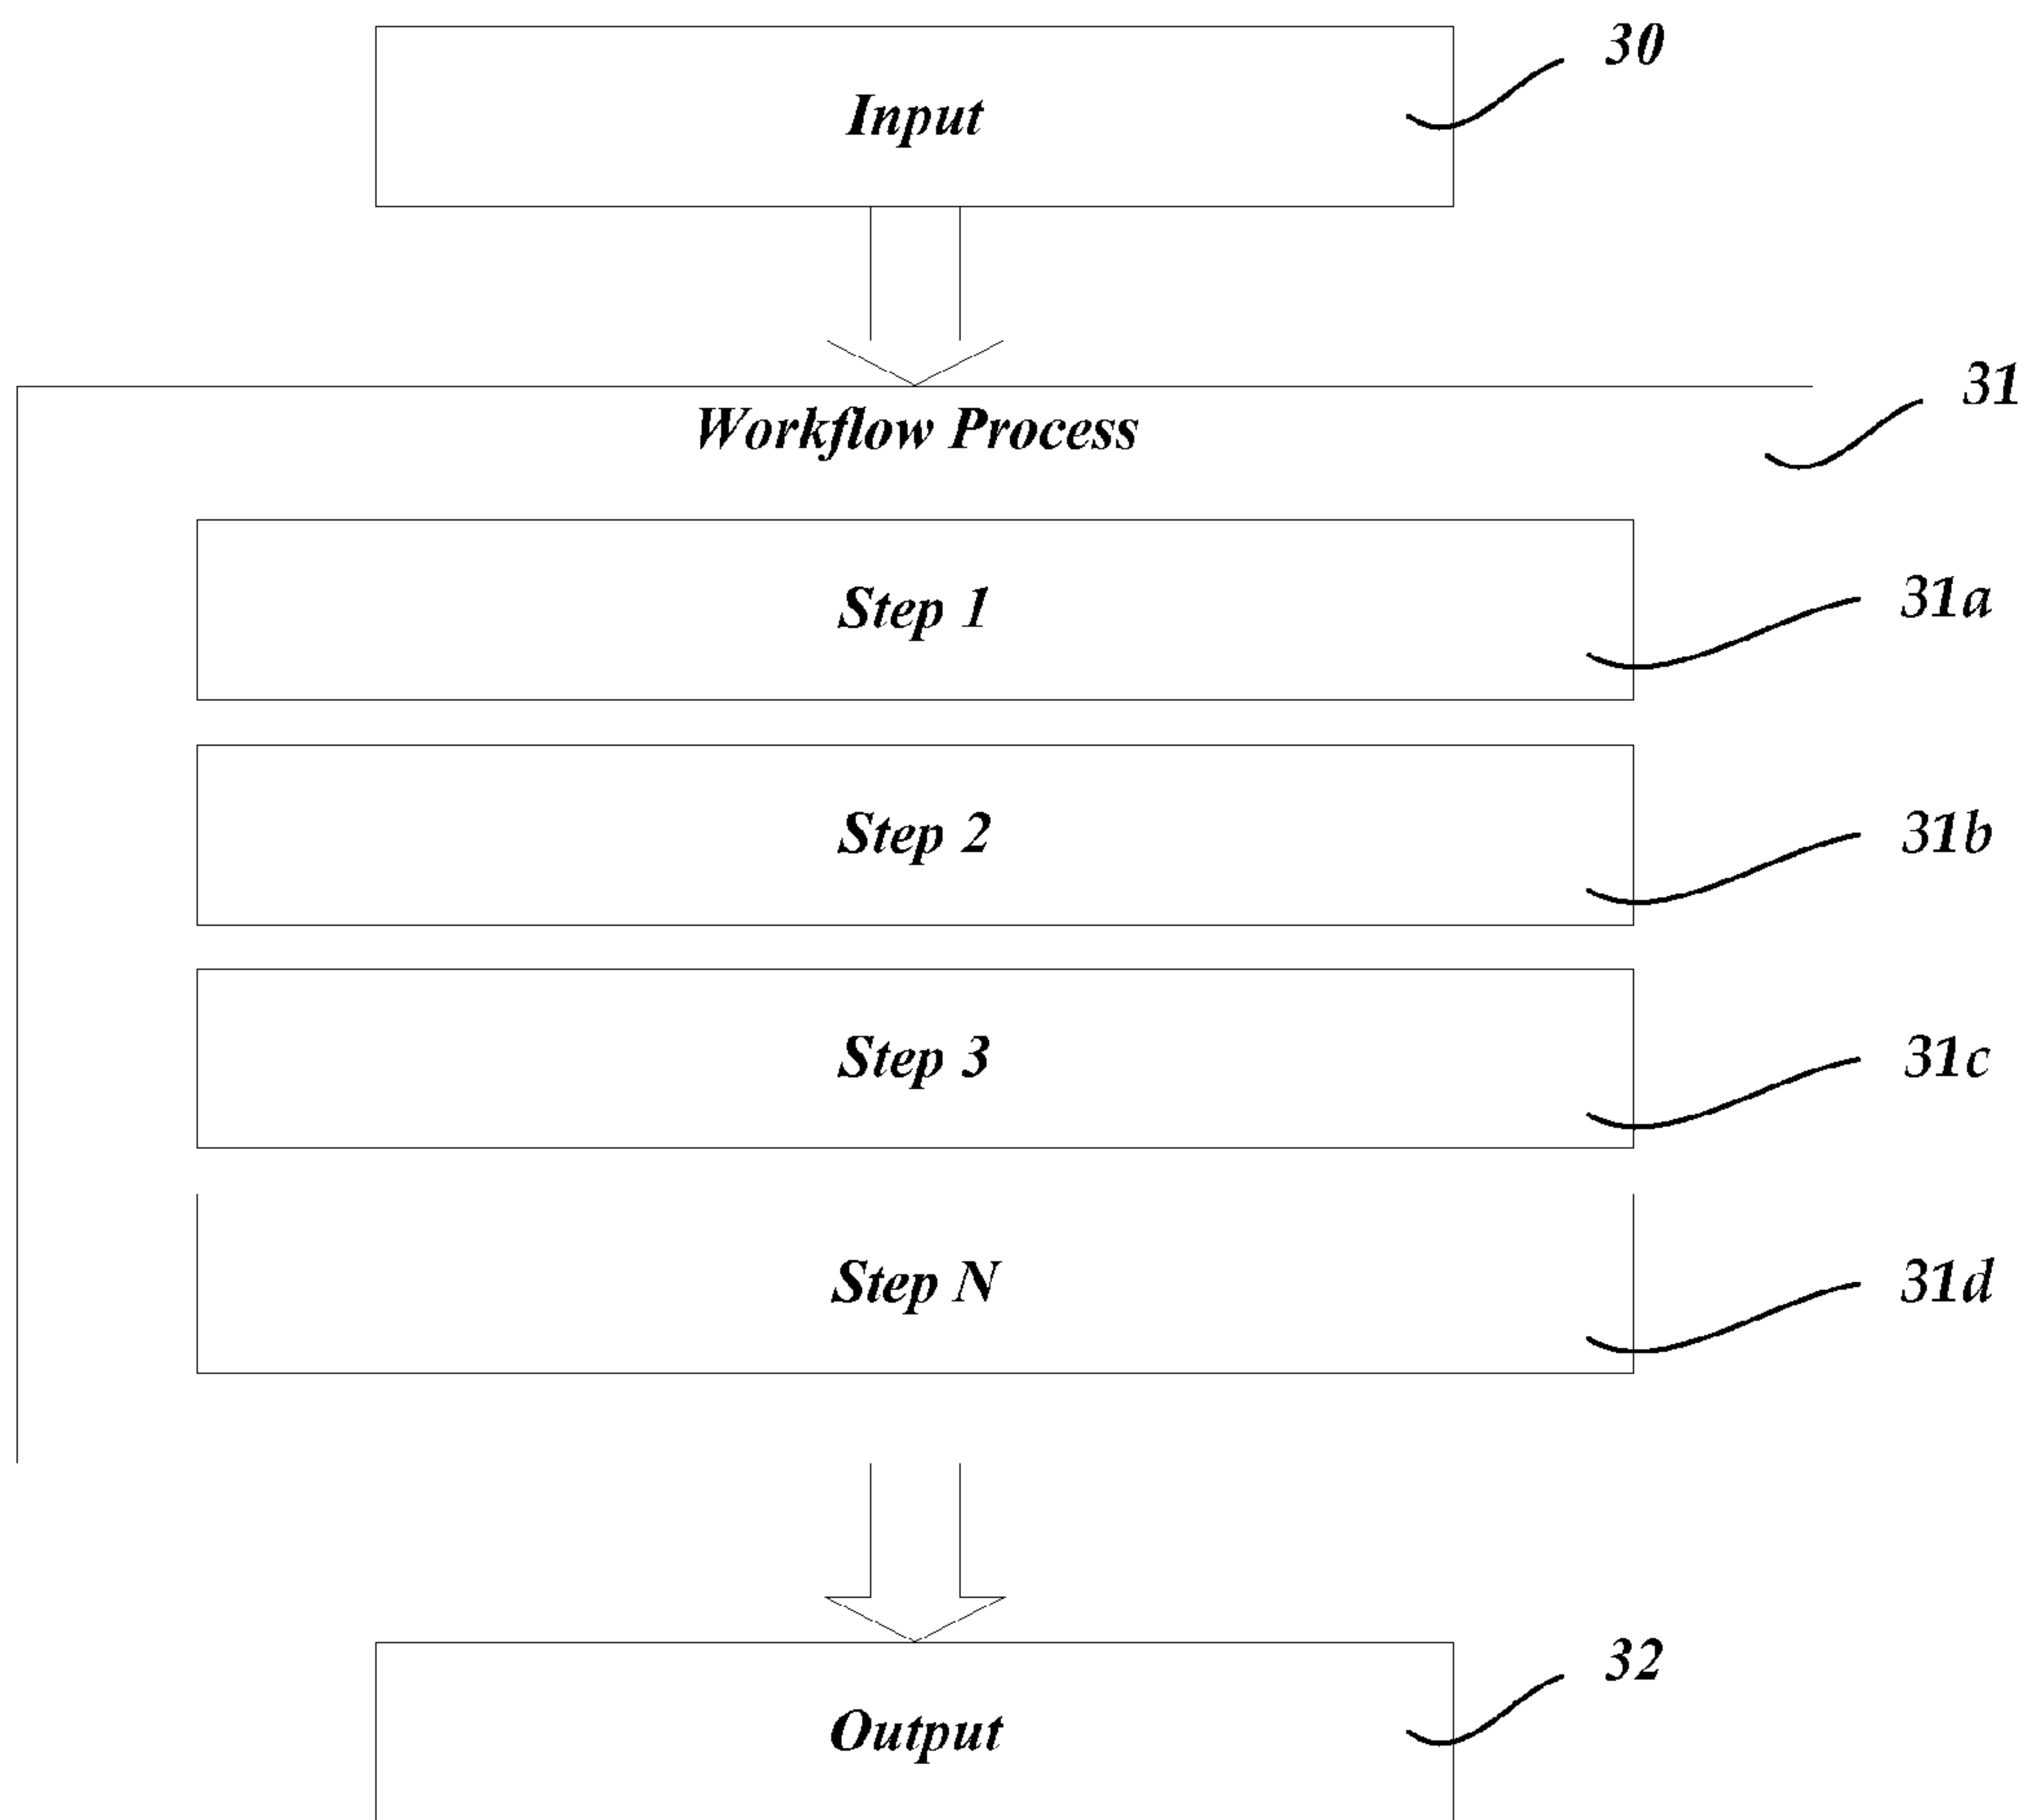 30
Input
31
Workflow Process
Step 1
31a
Step 2
31b
Step 3
31c
Step N
31d
32
Output